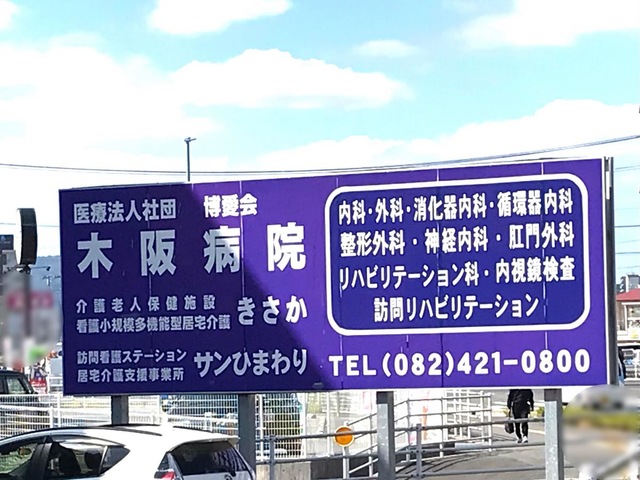 医療法人社団 博愛会
木阪病院
介護老人保健施設
看護小規模多機能型居宅介護
きさか
訪問看護ステーション
居宅介護支援事業所
サンひまわり
内科・外科・消化器内科・循環器内科
整形外科・神経内科・肛門外科
リハビリテーション科・内視鏡検査
訪問リハビリテーション
TEL(082)421-0800